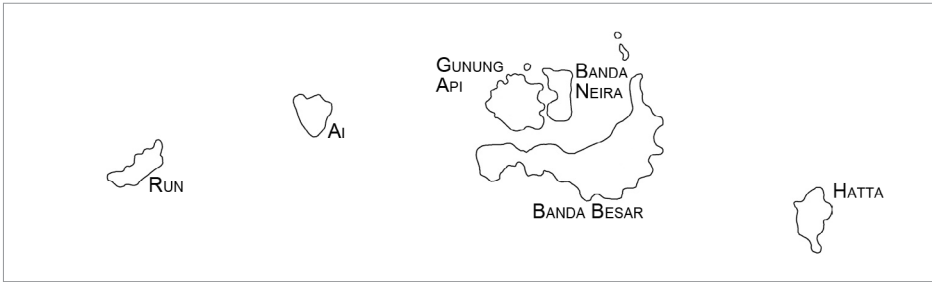 GUNUNG
API
BANDA
NEIRA
AI
RUN
HATTA
BANDA BESAR